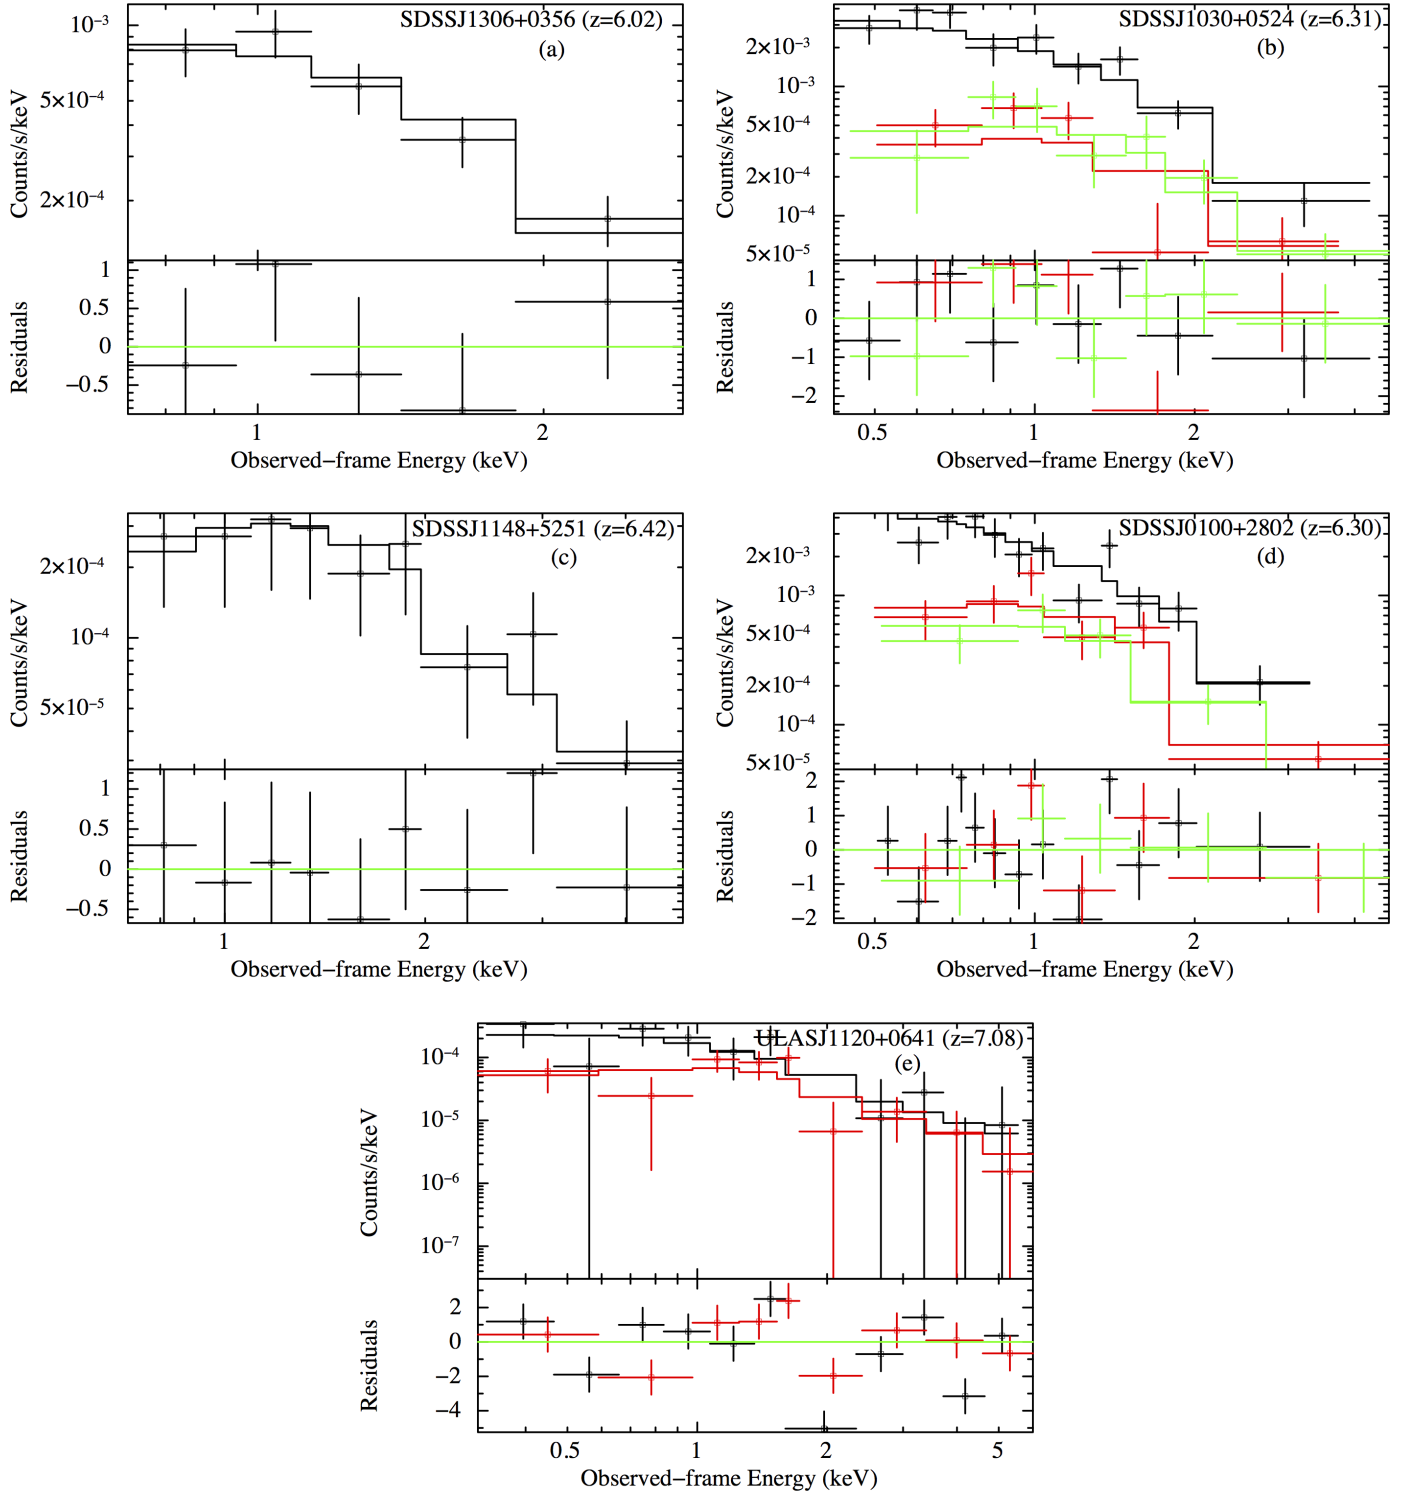 SDSSJ1306+0356 (z=6.02)
(a)
10⁻³
5×10⁻⁴
2×10⁻⁴
Counts/s/keV
1
0.5
0
−0.5
Residuals
1
2
Observed−frame Energy (keV)
SDSSJ1030+0524 (z=6.31)
(b)
2×10⁻³
10⁻³
5×10⁻⁴
2×10⁻⁴
10⁻⁴
5×10⁻⁵
Counts/s/keV
1
0
−1
−2
Residuals
0.5
1
2
Observed−frame Energy (keV)
SDSSJ1148+5251 (z=6.42)
(c)
2×10⁻⁴
10⁻⁴
5×10⁻⁵
Counts/s/keV
1
0.5
0
−0.5
Residuals
1
2
Observed−frame Energy (keV)
SDSSJ0100+2802 (z=6.30)
(d)
2×10⁻³
10⁻³
5×10⁻⁴
2×10⁻⁴
10⁻⁴
5×10⁻⁵
Counts/s/keV
2
1
0
−1
−2
Residuals
0.5
1
2
Observed−frame Energy (keV)
ULASJ1120+0641 (z=7.08)
(e)
10⁻⁴
10⁻⁵
10⁻⁶
10⁻⁷
Counts/s/keV
2
0
−2
−4
Residuals
0.5
1
2
5
Observed−frame Energy (keV)